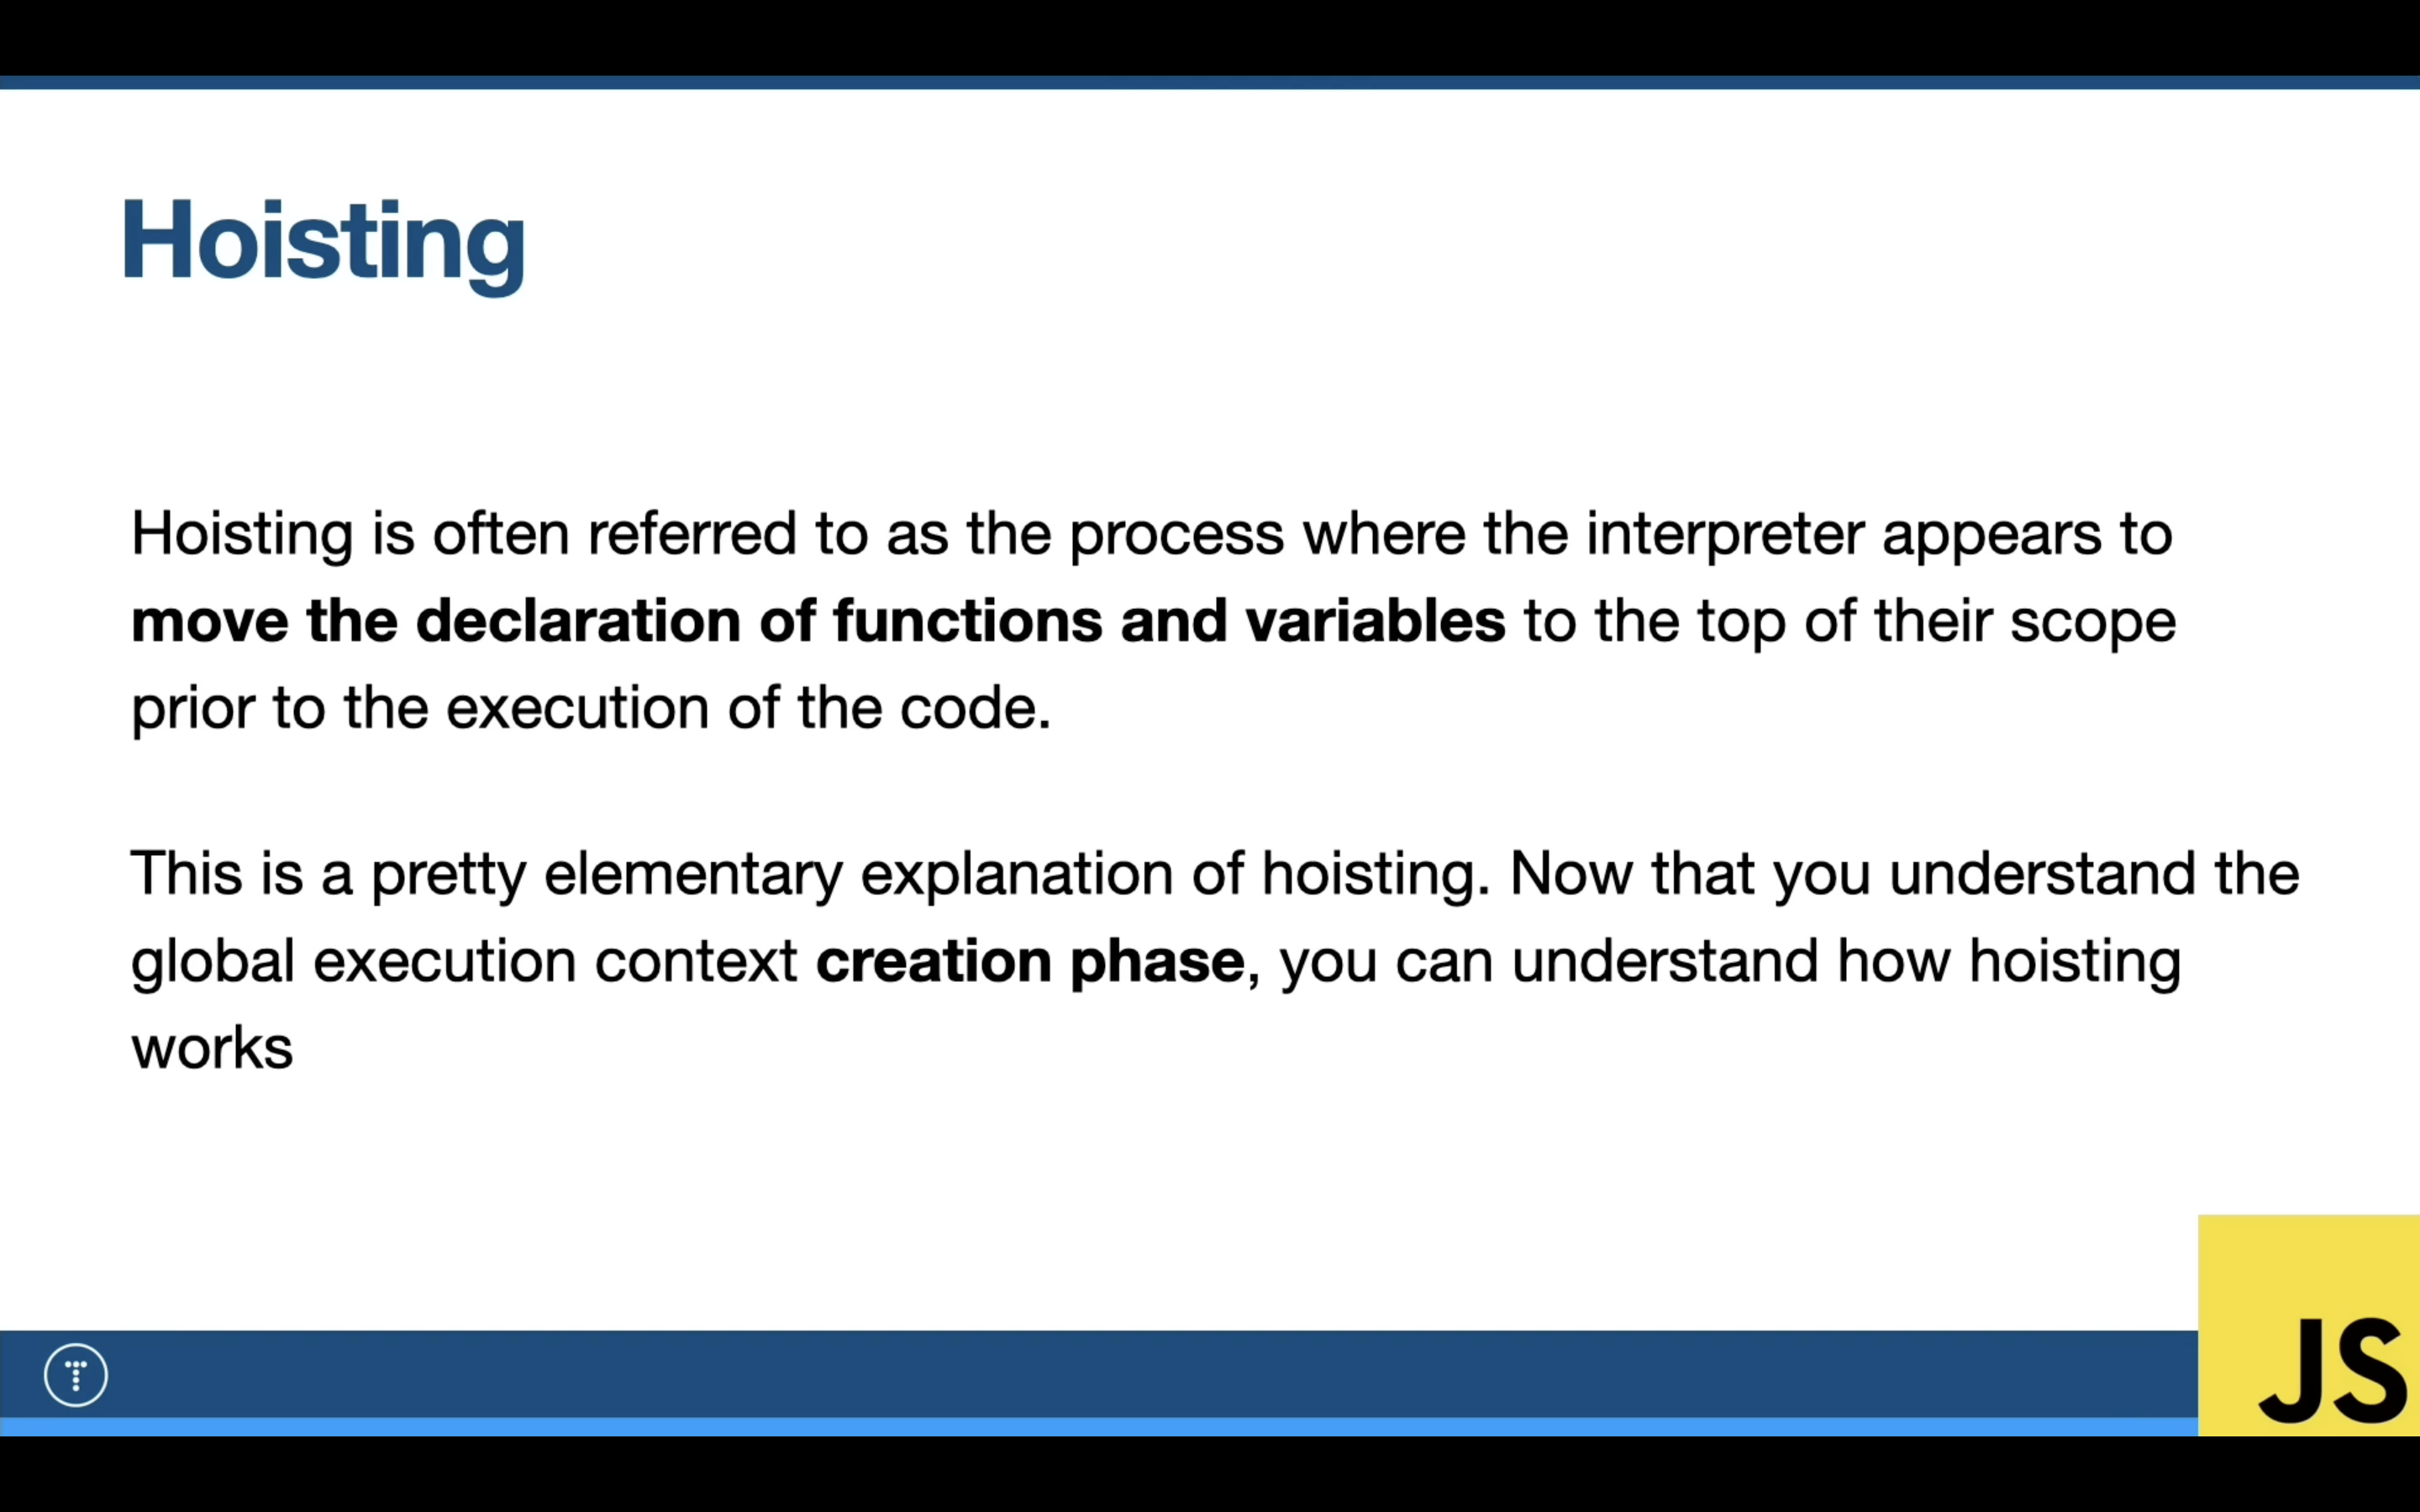 Hoisting
Hoisting is often referred to as the process where the interpreter appears to
move the declaration of functions and variables to the top of their scope
prior to the execution of the code.
This is a pretty elementary explanation of hoisting. Now that you understand the
global execution context creation phase, you can understand how hoisting
works
T
JS